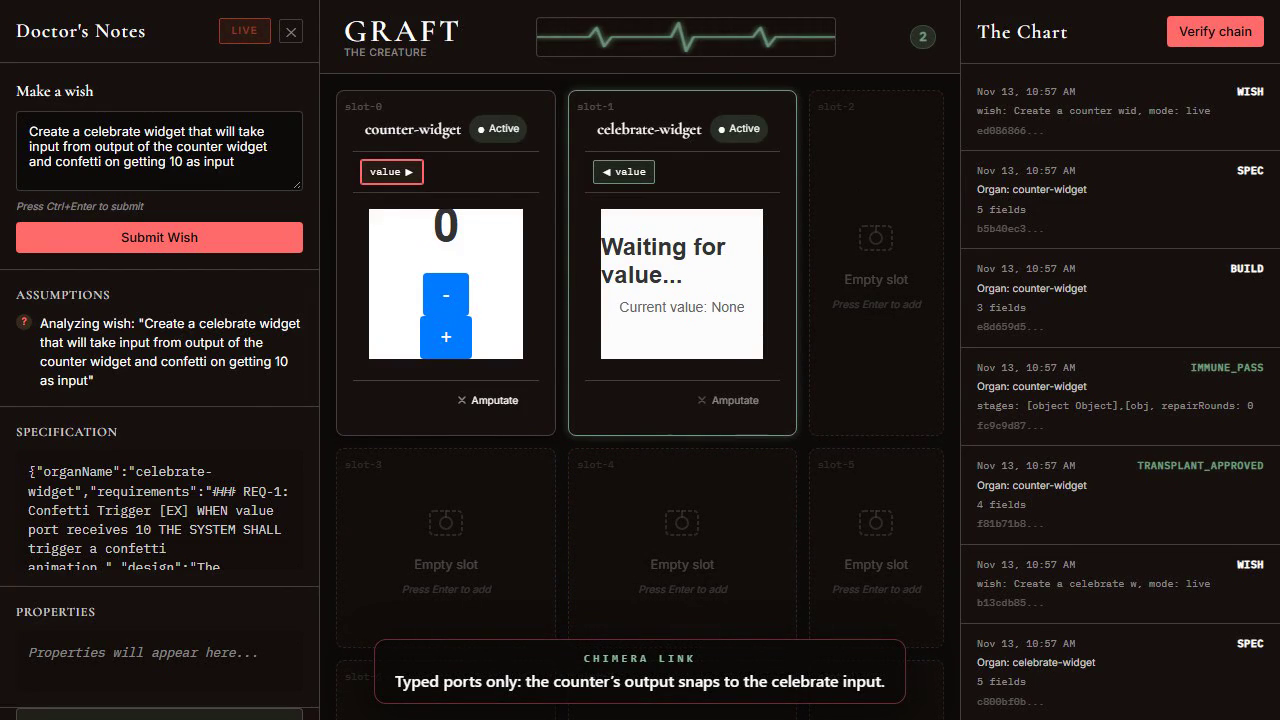 Doctor's Notes
LIVE
Make a wish
Create a celebrate widget that will take
input from output of the counter widget
and confetti on getting 10 as input
Press Ctrl+Enter to submit
Submit Wish
ASSUMPTIONS
? Analyzing wish: "Create a celebrate widget
that will take input from output of the
counter widget and confetti on getting 10
as input"
SPECIFICATION
{"organName":"celebrate-
widget","requirements":"### REQ-1:
Confetti Trigger [EX] WHEN value
port receives 10 THE SYSTEM SHALL
trigger a confetti
animation.","design":"The
PROPERTIES
Properties will appear here...
GRAFT
THE CREATURE
2
slot-0
counter-widget
● Active
value ▶
0
-
+
✕ Amputate
slot-1
celebrate-widget
● Active
◀ value
Waiting for
value...
Current value: None
✕ Amputate
slot-2
Empty slot
Press Enter to add
slot-3
Empty slot
Press Enter to add
slot-4
Empty slot
Press Enter to add
slot-5
Empty slot
Press Enter to add
CHIMERA LINK
Typed ports only: the counter's output snaps to the celebrate input.
The Chart
Verify chain
Nov 13, 10:57 AM WISH
wish: Create a counter wid, mode: live
ed086866...
Nov 13, 10:57 AM SPEC
Organ: counter-widget
5 fields
b5b40ec3...
Nov 13, 10:57 AM BUILD
Organ: counter-widget
3 fields
e8d659d5...
Nov 13, 10:57 AM IMMUNE_PASS
Organ: counter-widget
stages: [object Object],[obj, repairRounds: 0
fc9c9d87...
Nov 13, 10:57 AM TRANSPLANT_APPROVED
Organ: counter-widget
4 fields
f81b71b8...
Nov 13, 10:57 AM WISH
wish: Create a celebrate w, mode: live
b13cdb85...
Nov 13, 10:57 AM SPEC
Organ: celebrate-widget
5 fields
c800bf0b...